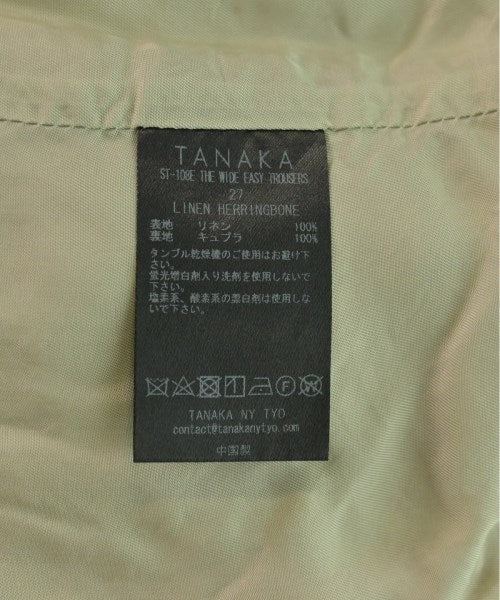 TANAKA
ST-108E THE WIDE EASY TROUSERS
27
LINEN HERRINGBONE
表地 リネン 100%
裏地 キュプラ 100%
タンブル乾燥機のご使用はお避け下
さい。
蛍光増白剤入り洗剤を使用しないで
下さい。
塩素系、酸素系の漂白剤は使用しな
いで下さい。
TANAKA NY TYO
contact@tanakanytyo.com
中国製